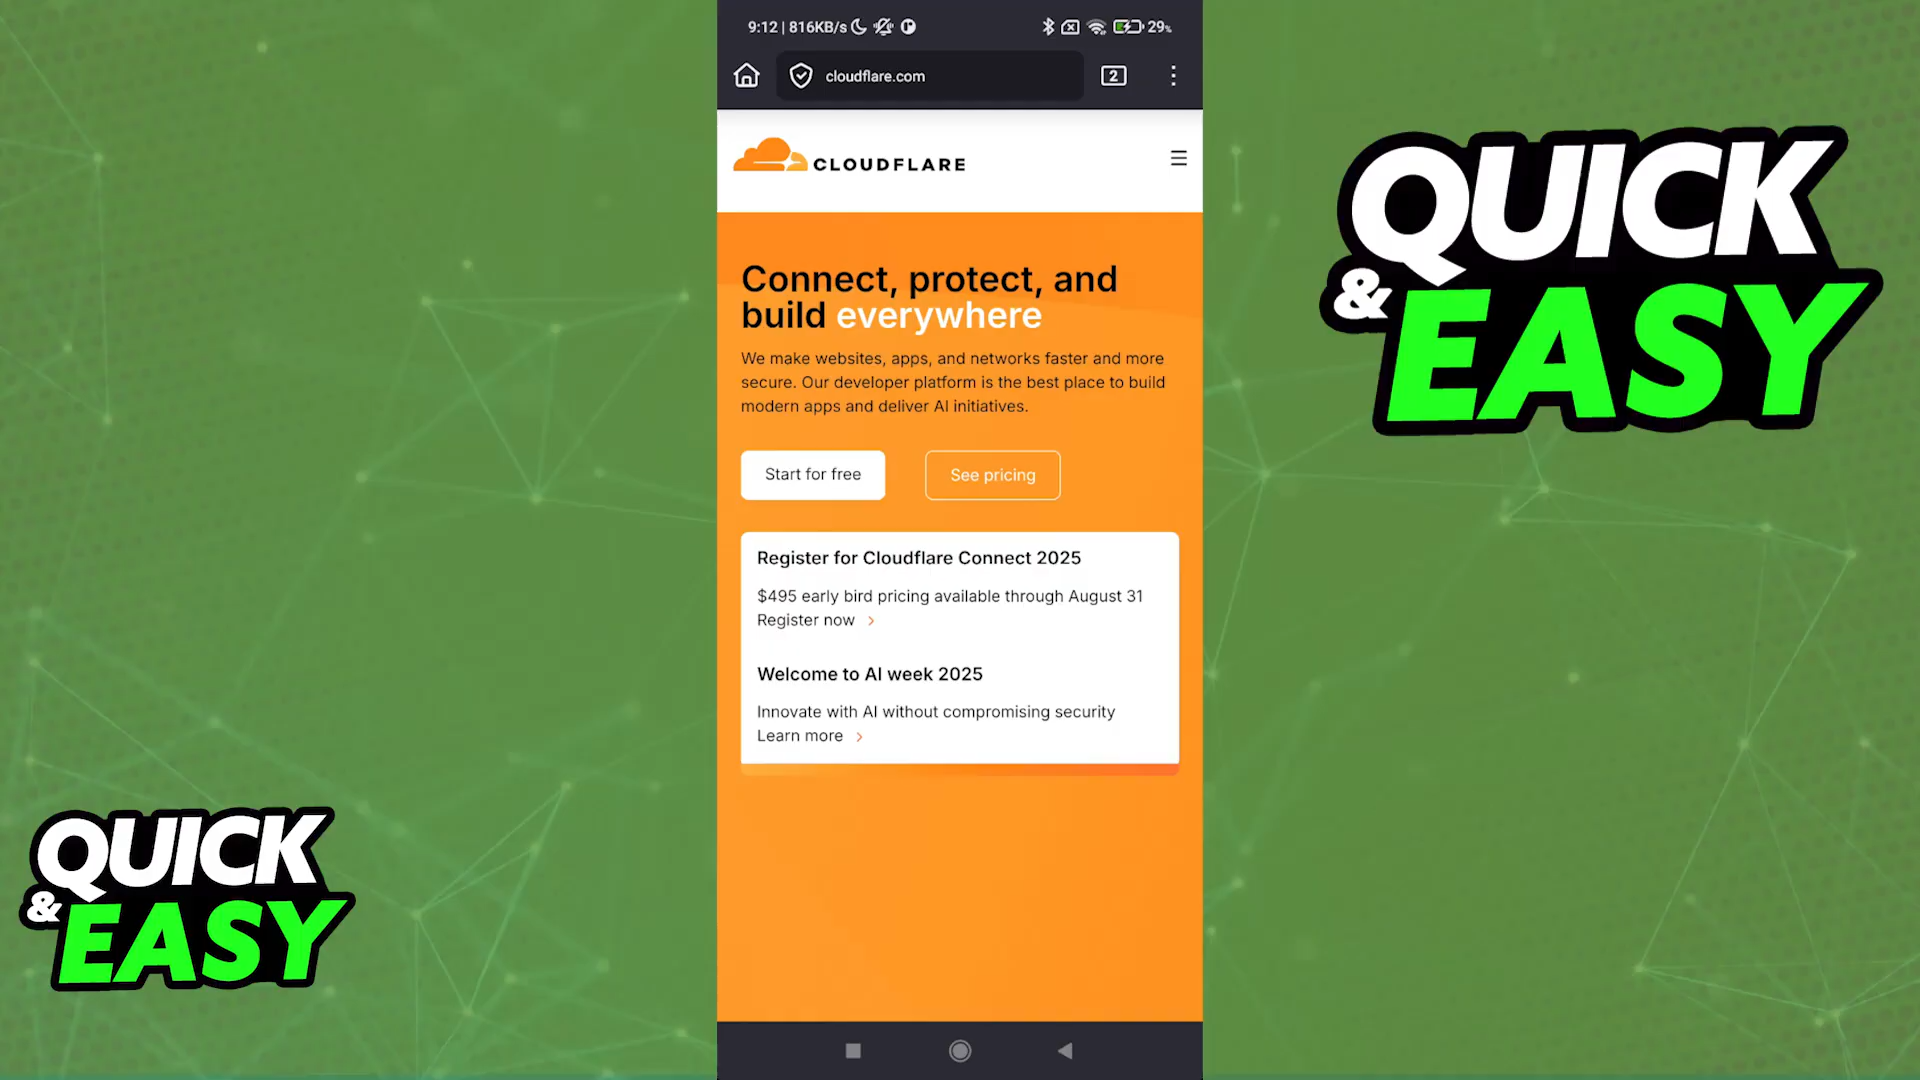 9:12 | 816KB/s
29%
cloudflare.com
2
CLOUDFLARE
Connect, protect, and
build everywhere
We make websites, apps, and networks faster and more
secure. Our developer platform is the best place to build
modern apps and deliver AI initiatives.
Start for free
See pricing
Register for Cloudflare Connect 2025
$495 early bird pricing available through August 31
Register now >
Welcome to AI week 2025
Innovate with AI without compromising security
Learn more >
QUICK
& EASY
QUICK
& EASY